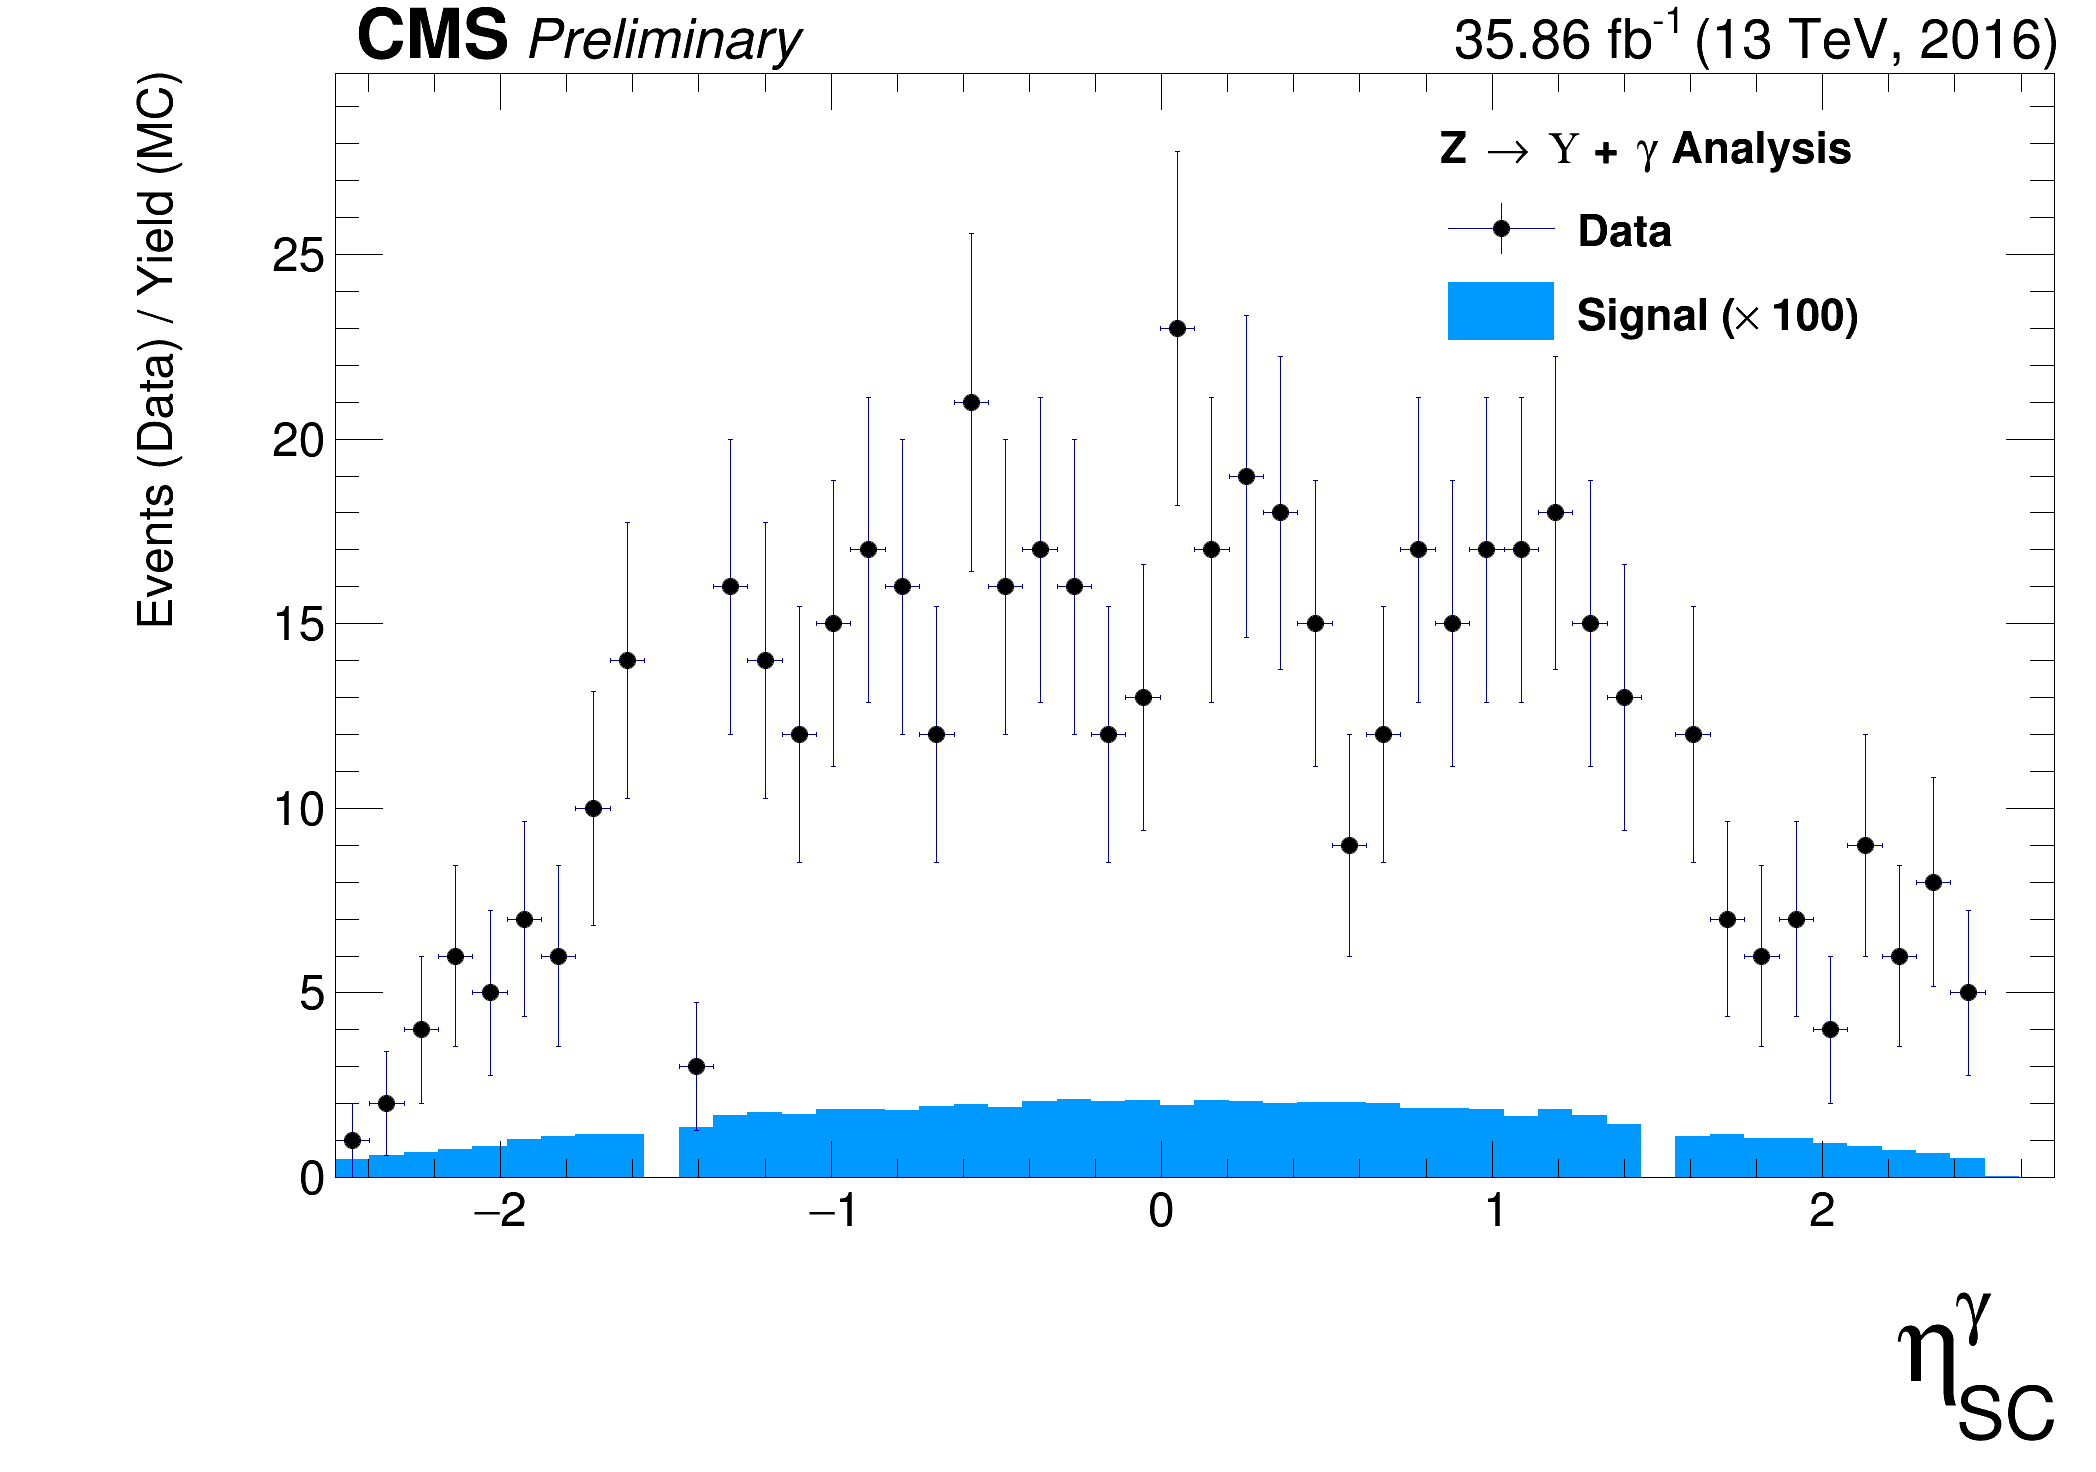 CMS Preliminary
35.86 fb⁻¹ (13 TeV, 2016)
Events (Data) / Yield (MC)
Z → ϒ + γ Analysis
Data
Signal (× 100)
25
20
15
10
5
0
−2 −1 0 1 2
η^γ_SC